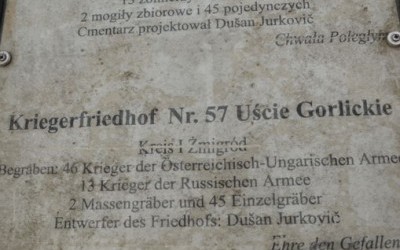 2 mogiły zbiorowe i 45 pojedynczych
Cmentarz projektował Dušan Jurkovič
Chwała Poległym
Kriegerfriedhof Nr. 57 Uście Gorlickie
Kreis I Żmigród
Begraben: 46 Krieger der Österreichisch-Ungarischen Armee
13 Krieger der Russischen Armee
2 Massengräber und 45 Einzelgräber
Entwerfer des Friedhofs: Dušan Jurkovič
Ehre den Gefallen